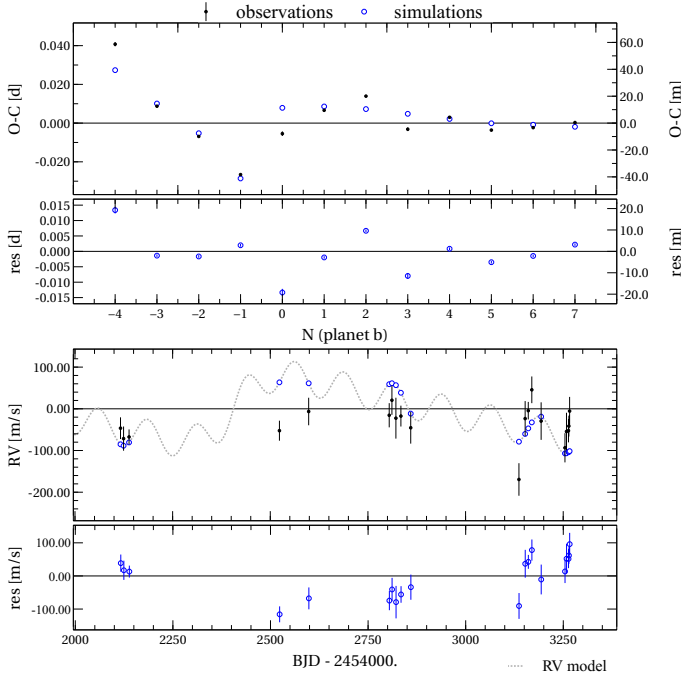 observations simulations
0.040
0.020
0.000
-0.020
O-C [d]
60.0
40.0
20.0
0.0
-20.0
-40.0
O-C [m]
0.015
0.010
0.005
0.000
-0.005
-0.010
-0.015
res [d]
20.0
10.0
0.0
-10.0
-20.0
res [m]
−4 −3 −2 −1 0 1 2 3 4 5 6 7
N (planet b)
100.00
0.00
-100.00
-200.00
RV [m/s]
100.00
0.00
-100.00
res [m/s]
2000 2250 2500 2750 3000 3250
BJD - 2454000.
RV model